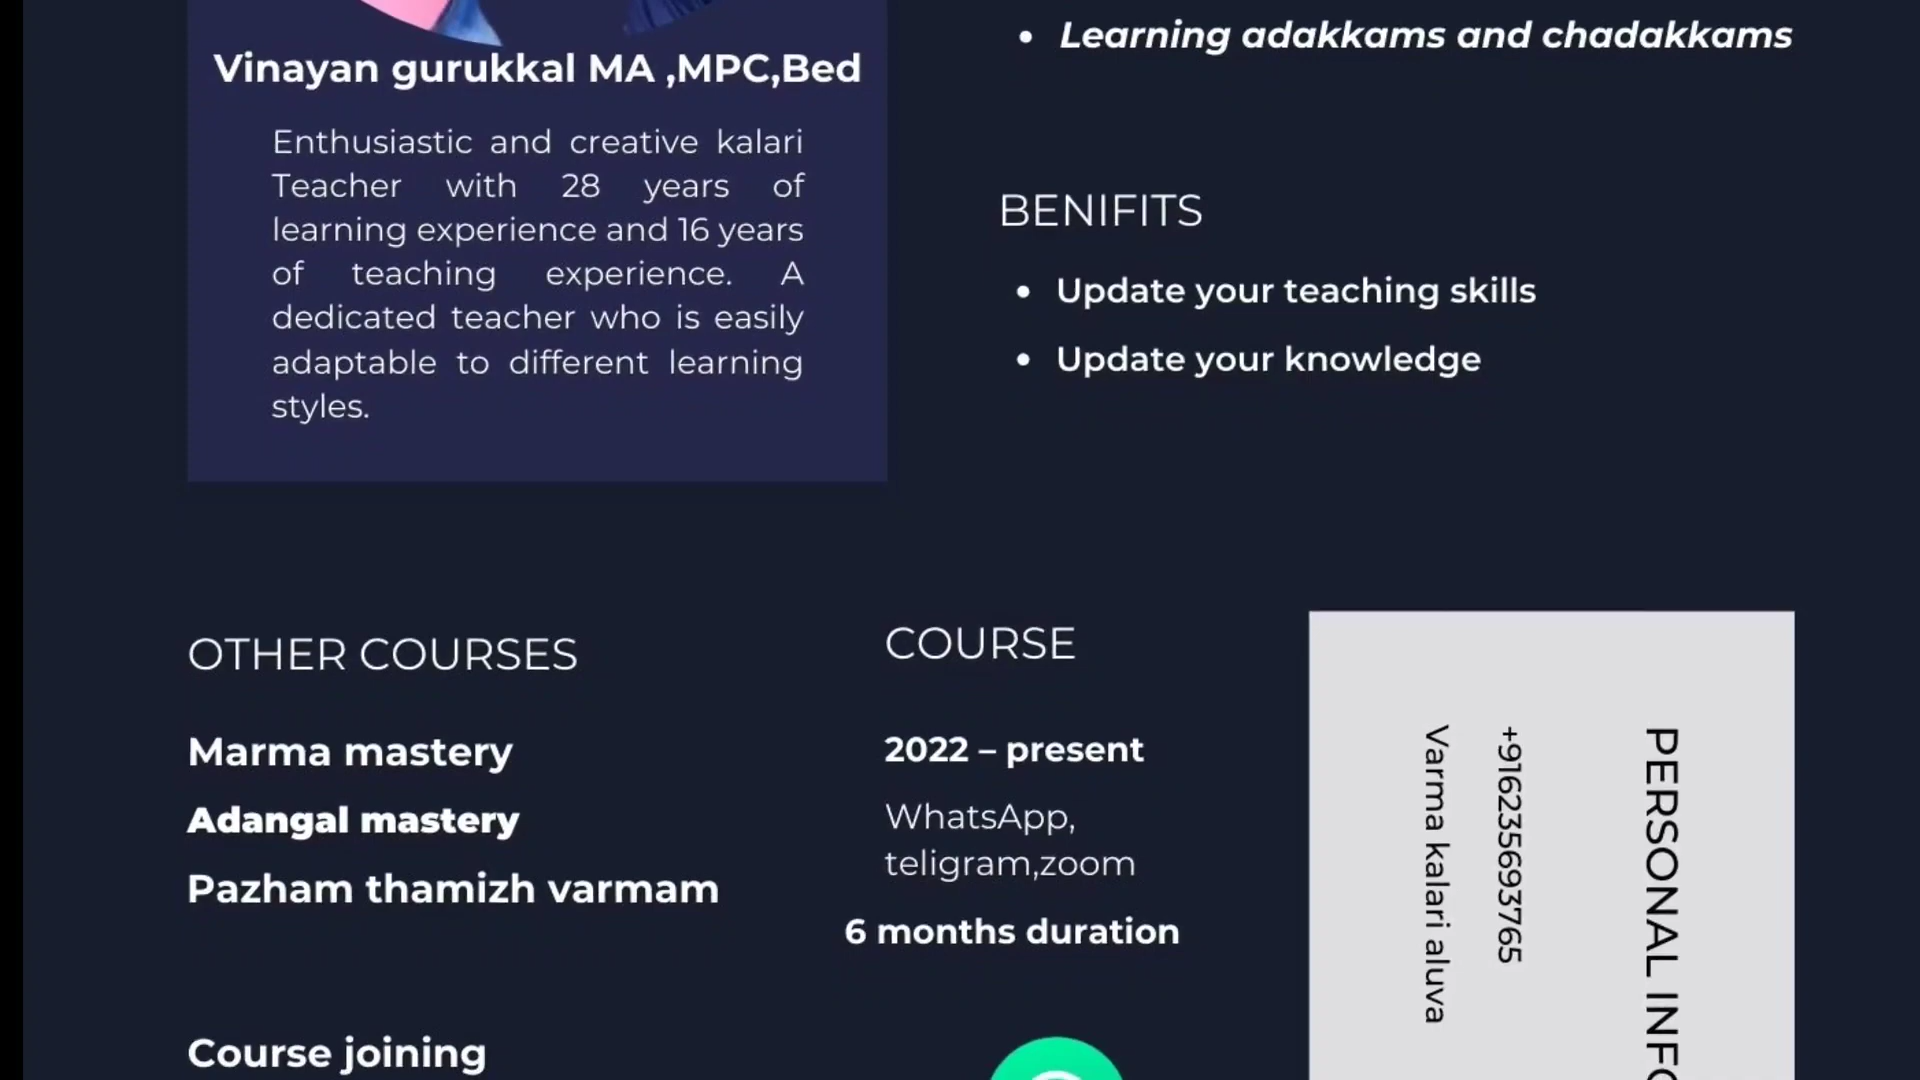 Vinayan gurukkal MA ,MPC,Bed
Enthusiastic and creative kalari
Teacher with 28 years of
learning experience and 16 years
of teaching experience. A
dedicated teacher who is easily
adaptable to different learning
styles.
Learning adakkams and chadakkams
BENIFITS
Update your teaching skills
Update your knowledge
OTHER COURSES
Marma mastery
Adangal mastery
Pazham thamizh varmam
Course joining
COURSE
2022 – present
WhatsApp,
teligram,zoom
6 months duration
PERSONAL INFO
+916235693765
Varma kalari aluva